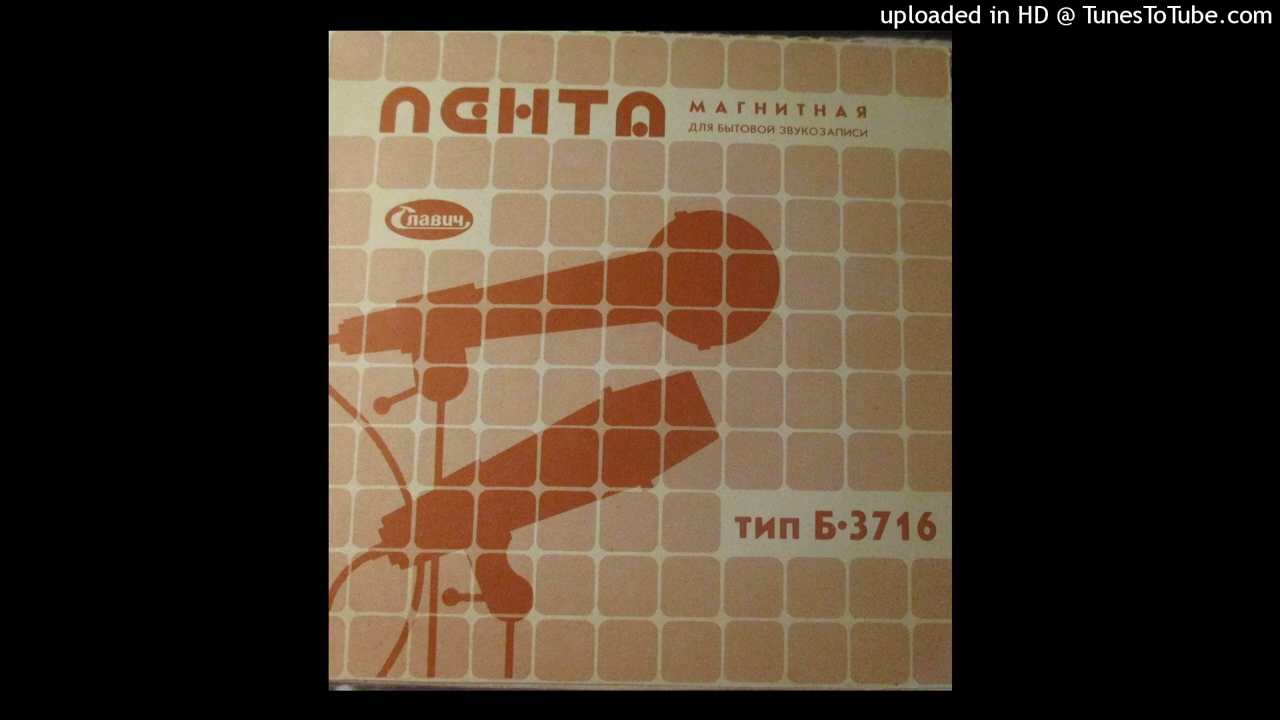 uploaded in HD @ TunesToTube.com
ЛЕНТА
МАГНИТНАЯ
ДЛЯ БЫТОВОЙ ЗВУКОЗАПИСИ
Славич
тип Б•3716